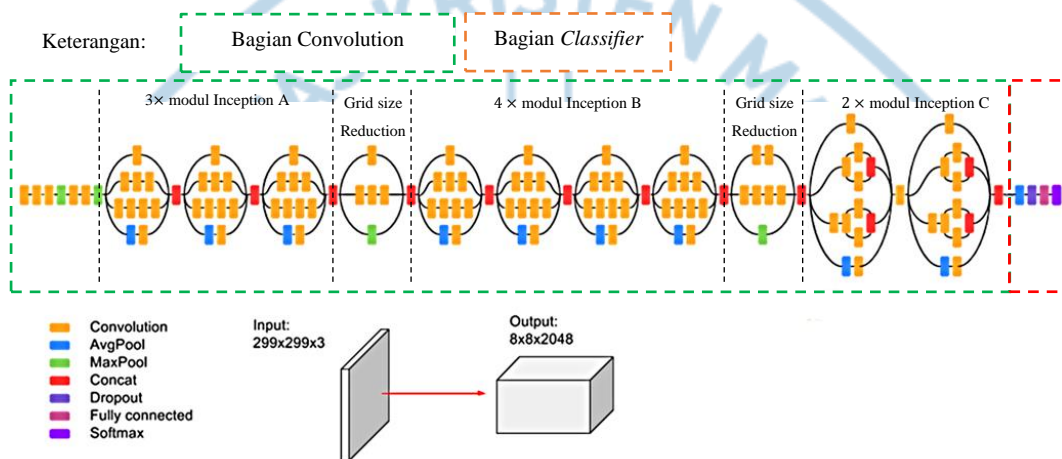 KRISTEN M
Keterangan:
Bagian Convolution
Bagian Classifier
3× modul Inception A
Grid size
Reduction
4 × modul Inception B
Grid size
Reduction
2 × modul Inception C
Convolution
AvgPool
MaxPool
Concat
Dropout
Fully connected
Softmax
Input:
299x299x3
Output:
8x8x2048